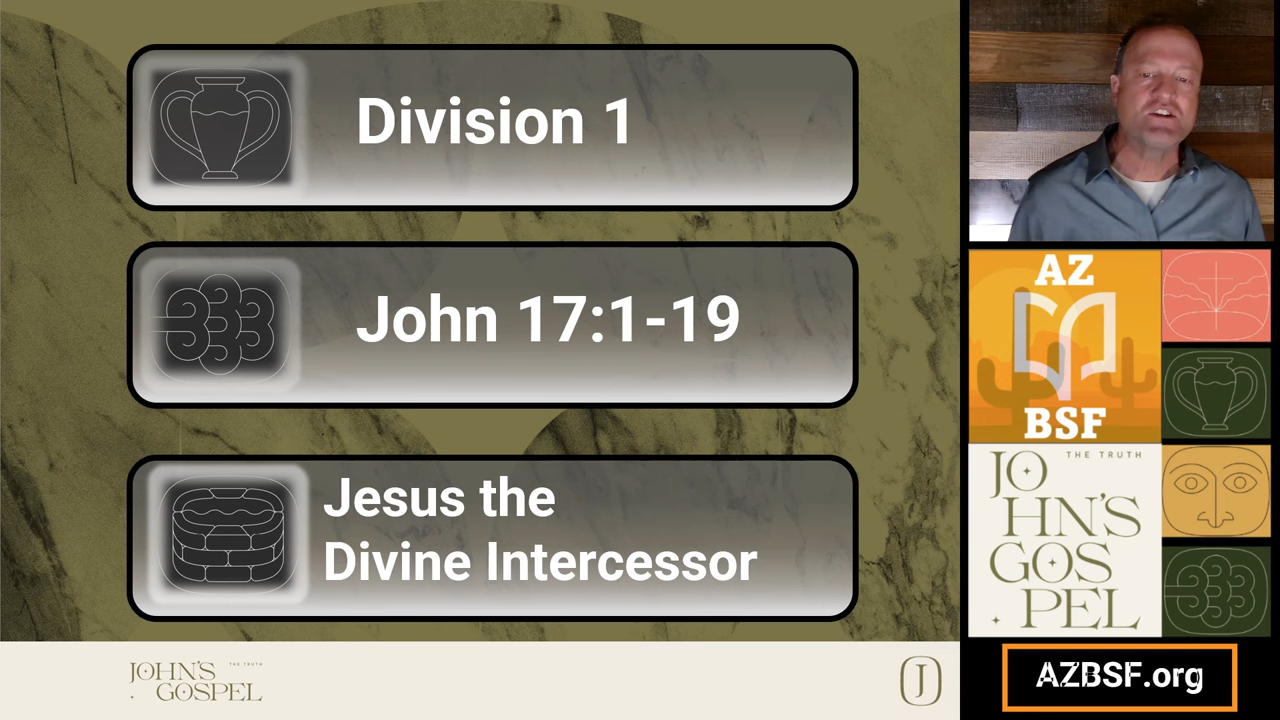 Division 1
John 17:1-19
Jesus the
Divine Intercessor
JOHN'S
THE TRUTH
GOSPEL
J
AZ
BSF
THE TRUTH
JO
HN'S
GOS
PEL
AZBSF.org